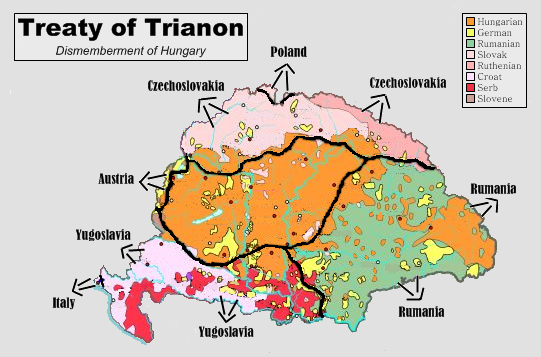 Treaty of Trianon
Dismemberment of Hungary
Hungarian
German
Rumanian
Slovak
Ruthenian
Croat
Serb
Slovene
Poland
Czechoslovakia
Czechoslovakia
Austria
Rumania
Yugoslavia
Italy
Rumania
Yugoslavia